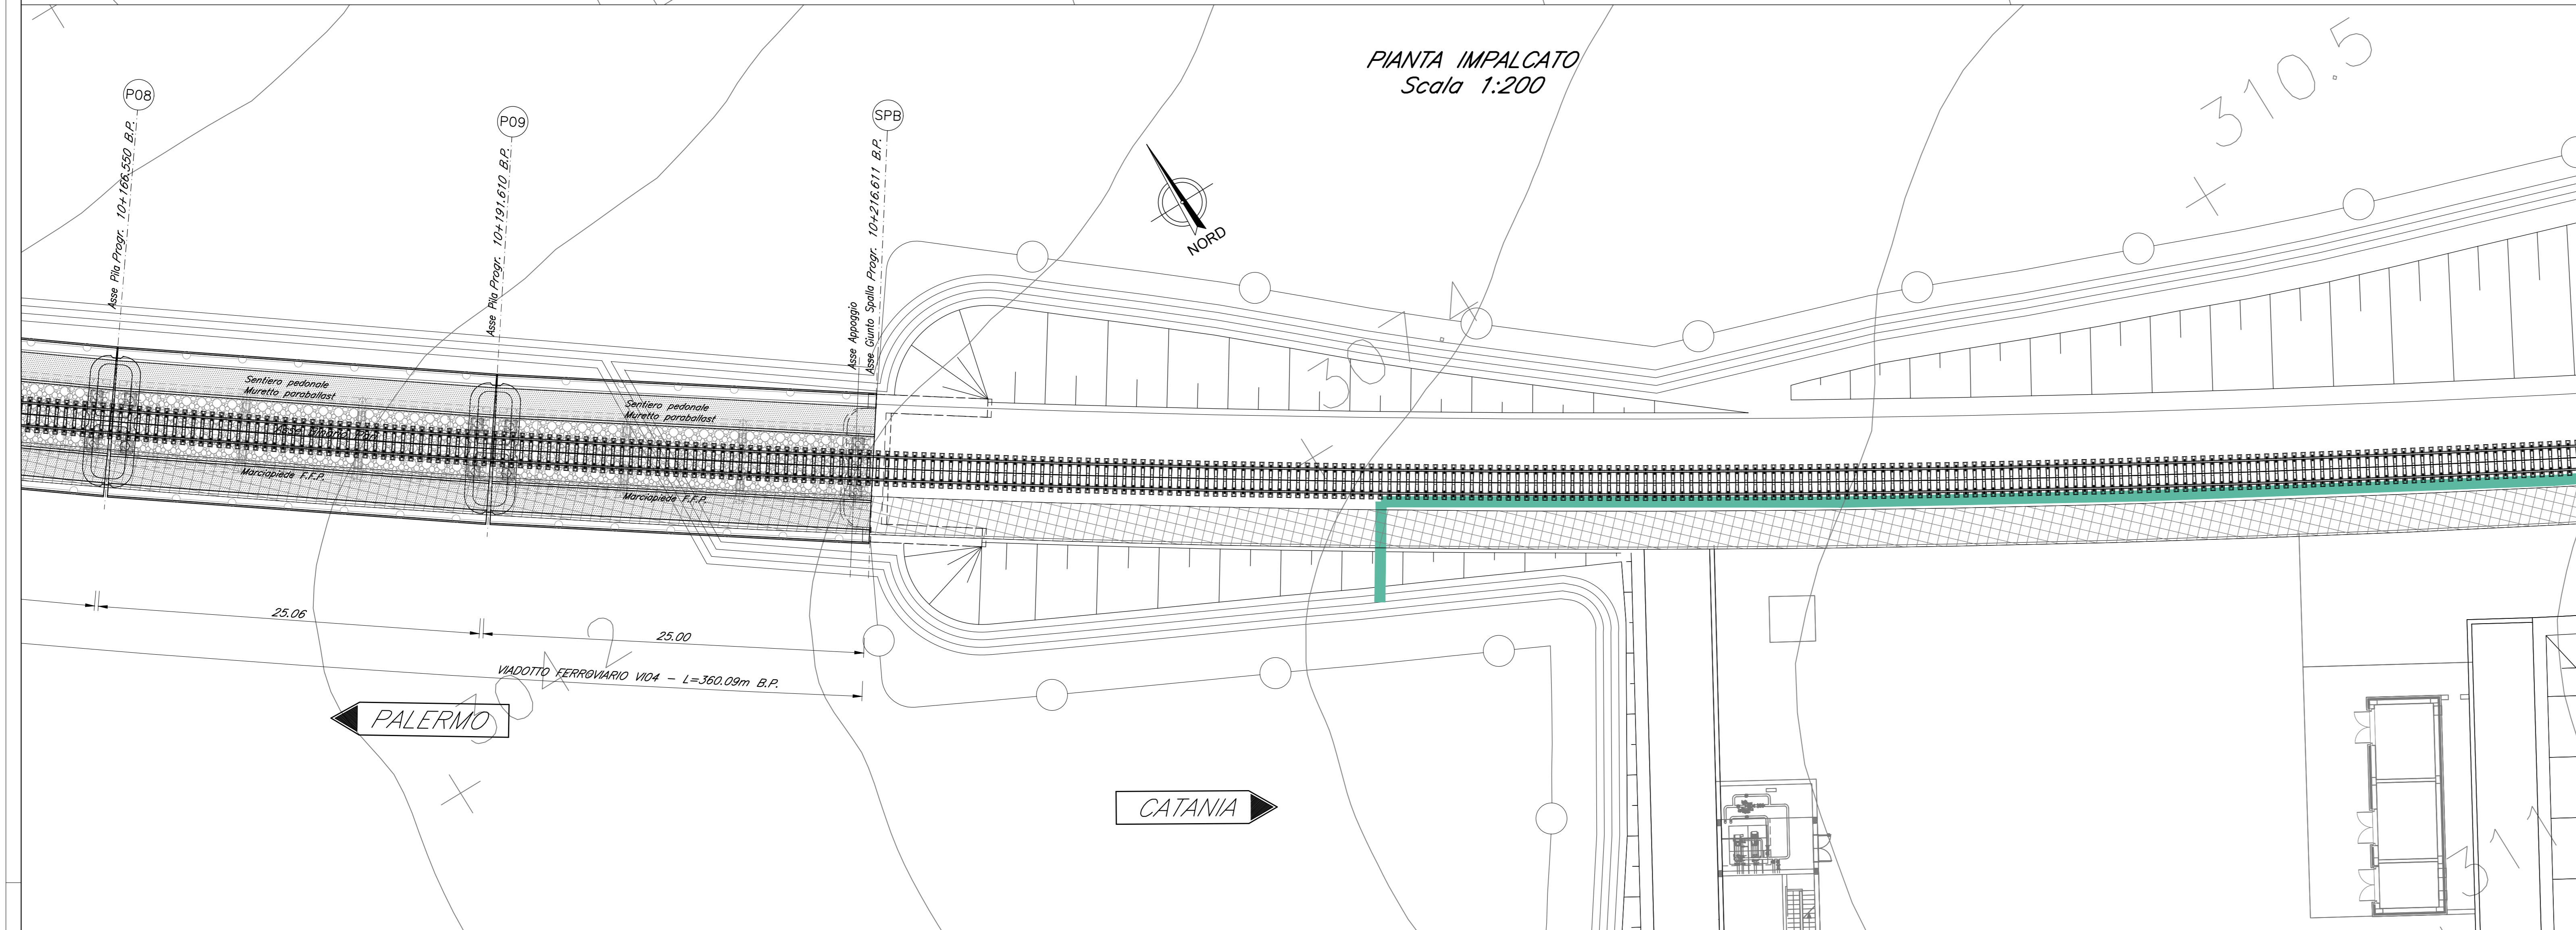 PIANTA IMPALCATO
Scala 1:200
310.5
P08
P09
SPB
Asse Pila Progr. 10+166.550 B.P.
Asse Pila Progr. 10+191.610 B.P.
Asse Appoggio
Asse Giunto Spalla Progr. 10+216.611 B.P.
NORD
307.4
Sentiero pedonale
Muretto paraballast
Sentiero pedonale
Muretto paraballast
Marciapiede F.F.P.
Marciapiede F.F.P.
25.06
25.00
VIADOTTO FERROVIARIO VI04 - L=360.09m B.P.
PALERMO
CATANIA